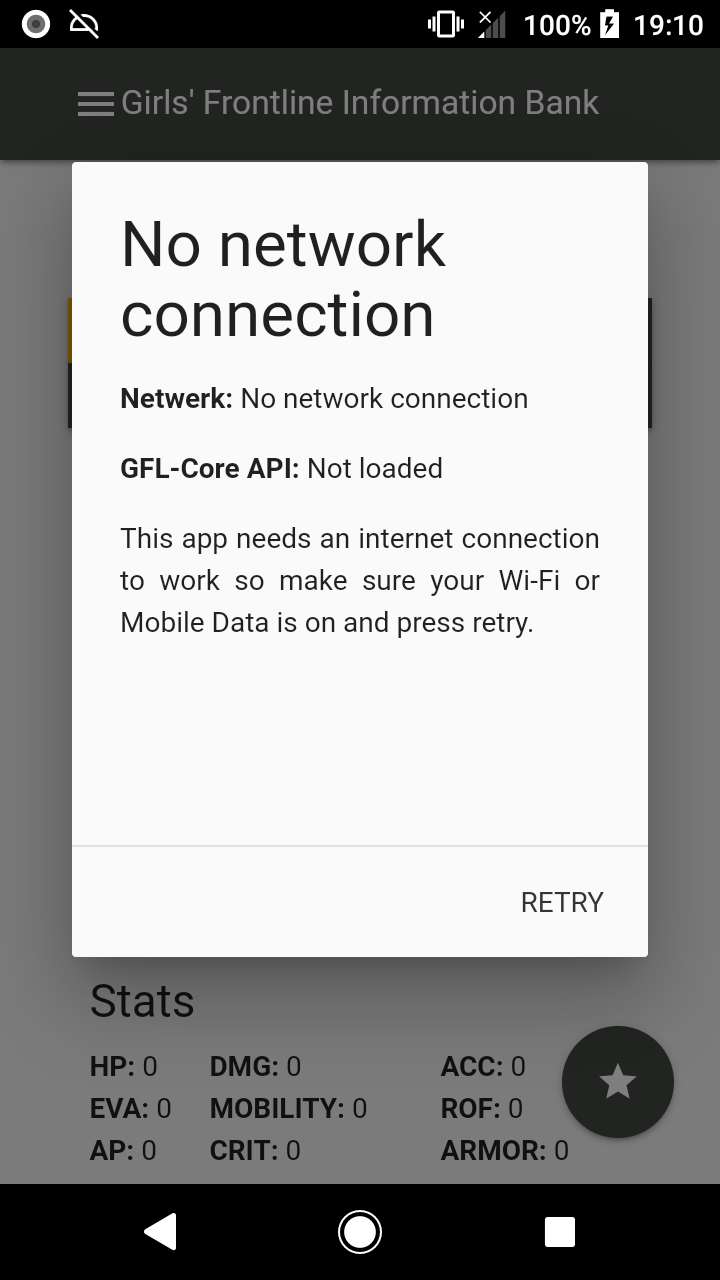 100% 19:10
Girls' Frontline Information Bank
No network
connection
Netwerk: No network connection
GFL-Core API: Not loaded
This app needs an internet connection
to work so make sure your Wi-Fi or
Mobile Data is on and press retry.
RETRY
Stats
HP: 0 DMG: 0 ACC: 0
EVA: 0 MOBILITY: 0 ROF: 0
AP: 0 CRIT: 0 ARMOR: 0